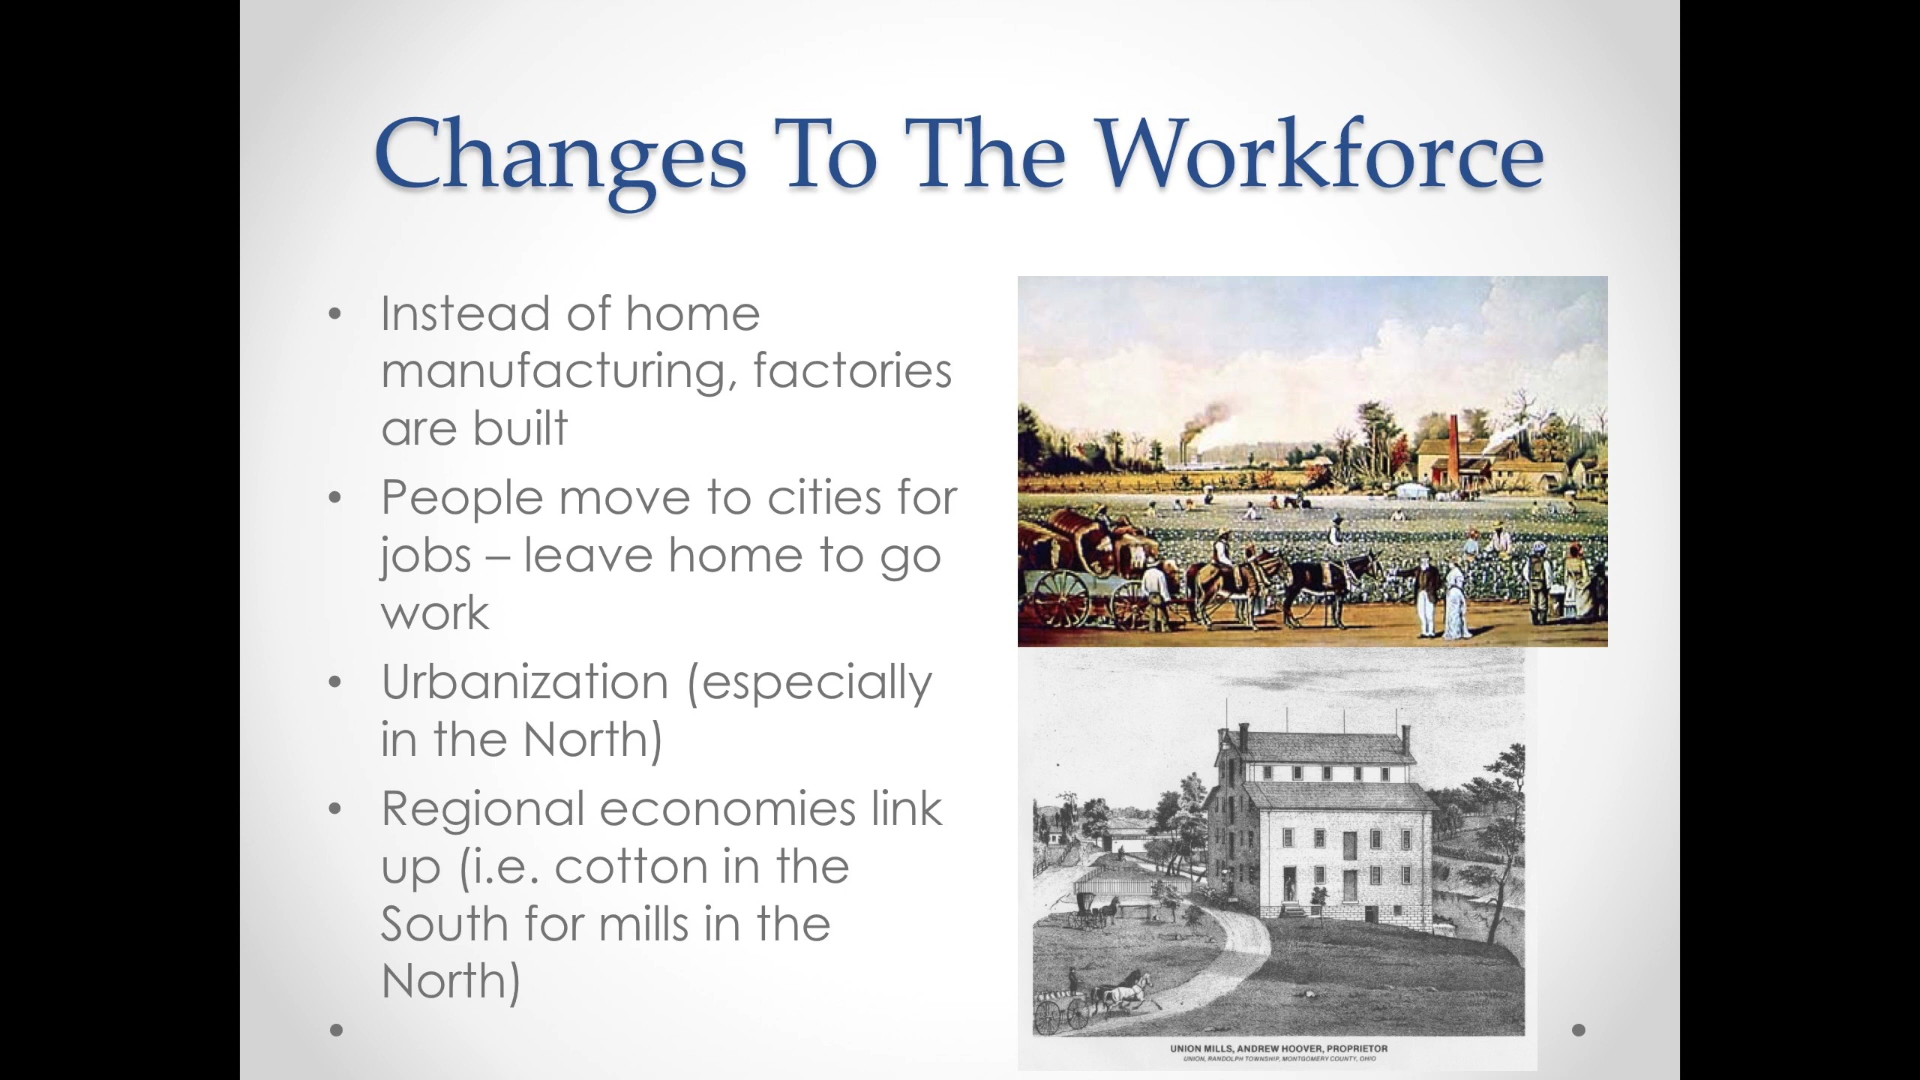 Changes To The Workforce
• Instead of home
manufacturing, factories
are built
• People move to cities for
jobs – leave home to go
work
• Urbanization (especially
in the North)
• Regional economies link
up (i.e. cotton in the
South for mills in the
North)
UNION MILLS, ANDREW HOOVER, PROPRIETOR
UNION, RANDOLPH TOWNSHIP, MONTGOMERY COUNTY, OHIO